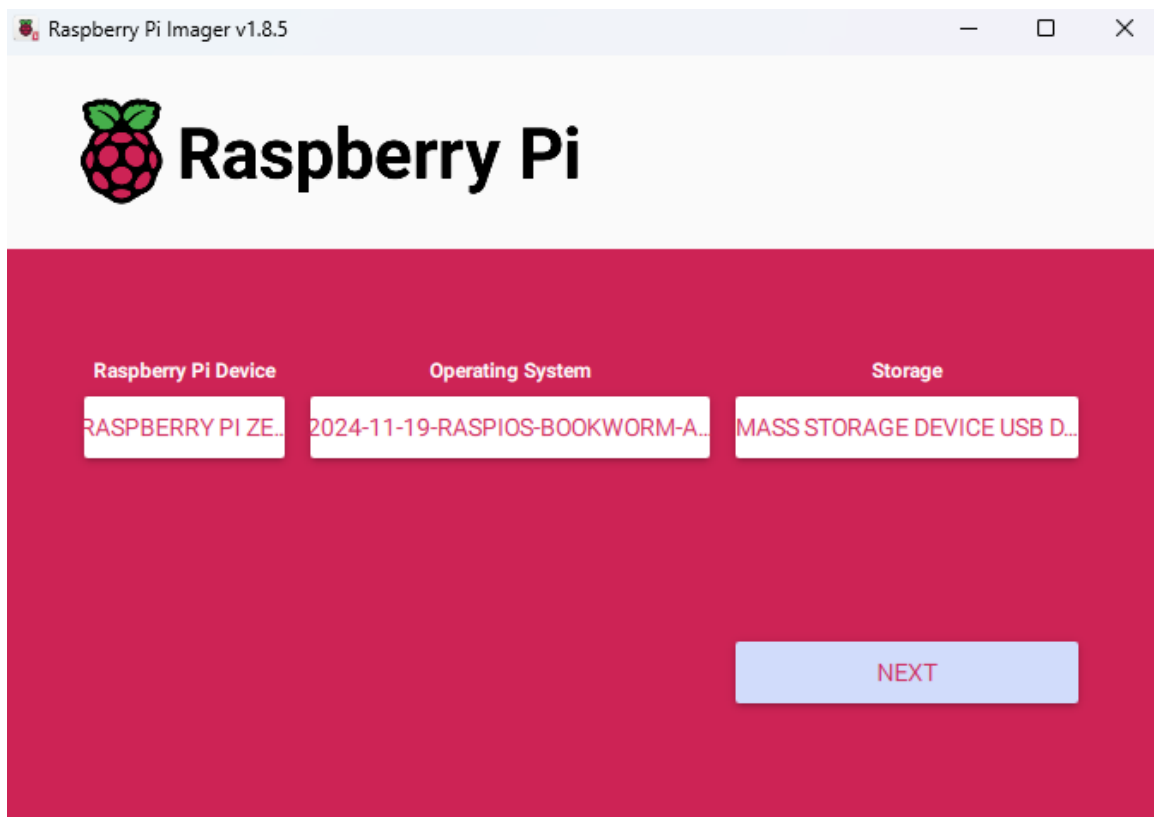 Raspberry Pi Imager v1.8.5
Raspberry Pi
Raspberry Pi Device
Operating System
Storage
RASPBERRY PI ZE...
2024-11-19-RASPIOS-BOOKWORM-A...
MASS STORAGE DEVICE USB D...
NEXT